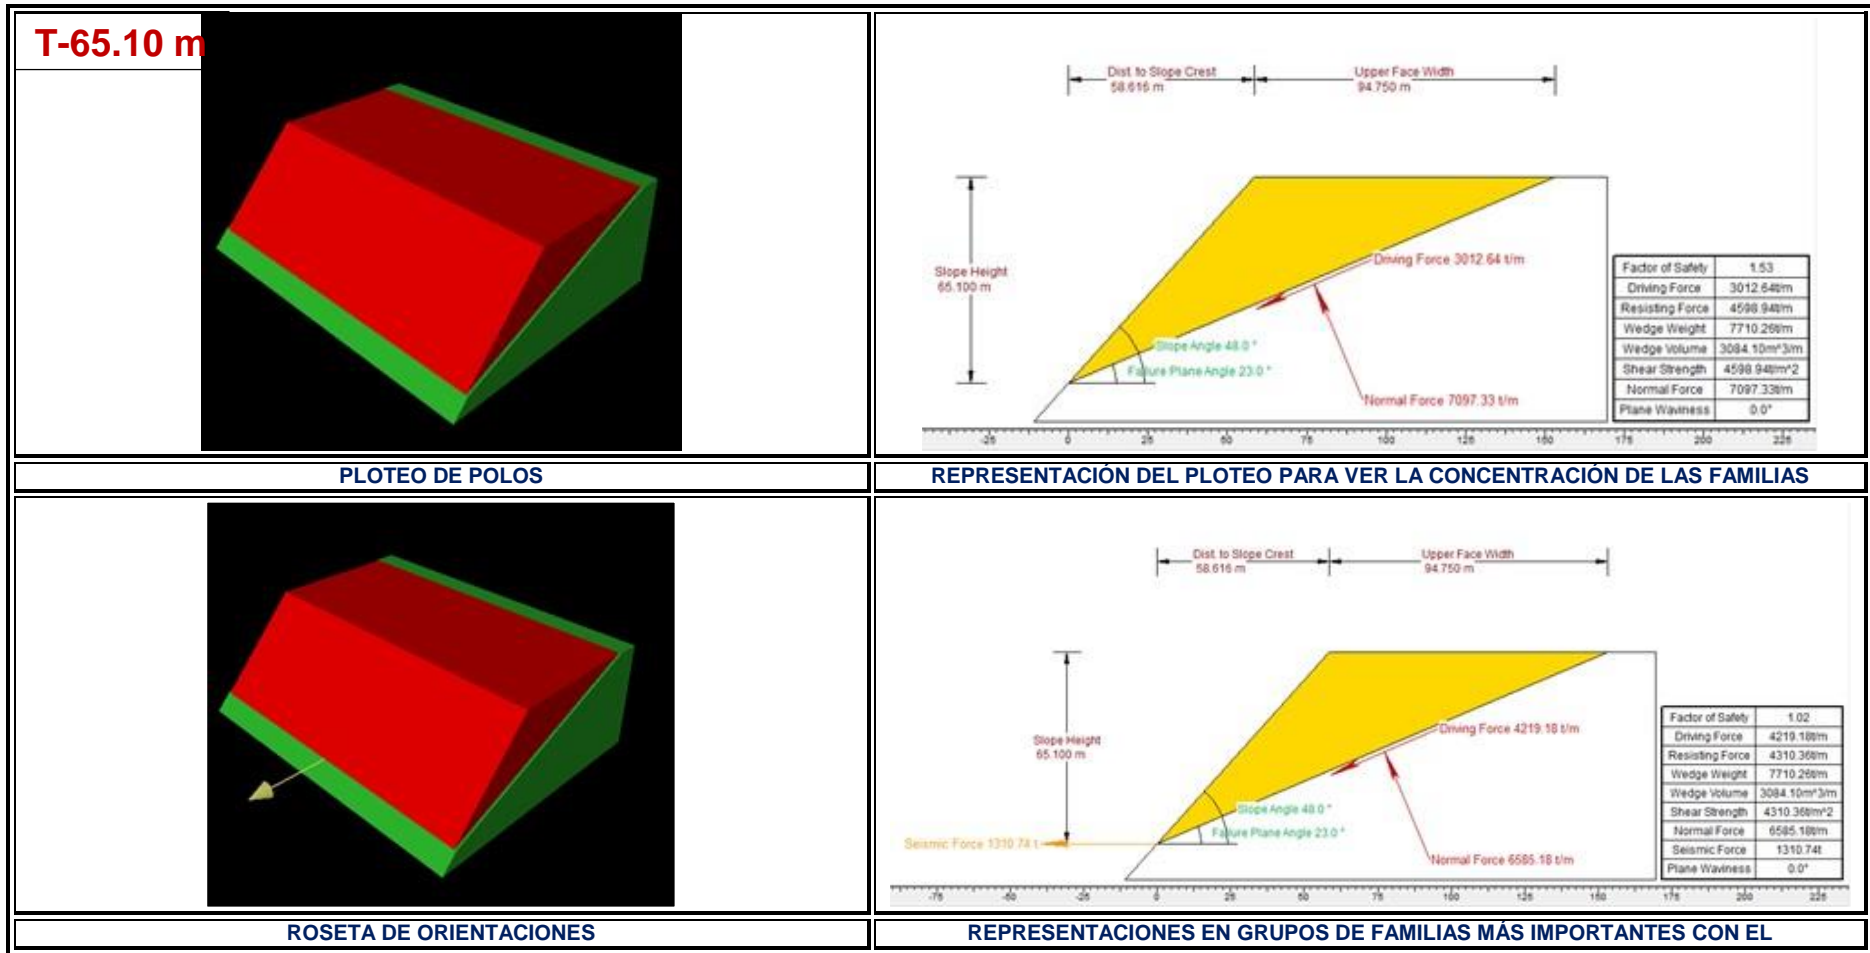 T-65.10 m
Dist. to Slope Crest
58.616 m
Upper Face Width
94.750 m
Slope Height
65.100 m
Driving Force 3012.64 t/m
Slope Angle 48.0 °
Failure Plane Angle 23.0 °
Normal Force 7097.33 t/m
Factor of Safety 1.53
Driving Force 3012.64t/m
Resisting Force 4598.94t/m
Wedge Weight 7710.26t/m
Wedge Volume 3084.10m^3/m
Shear Strength 4598.94t/m^2
Normal Force 7097.33t/m
Plane Waviness 0.0°
-25 0 25 50 75 100 125 150 175 200 225
PLOTEO DE POLOS
REPRESENTACIÓN DEL PLOTEO PARA VER LA CONCENTRACIÓN DE LAS FAMILIAS
Dist. to Slope Crest
58.616 m
Upper Face Width
94.750 m
Slope Height
65.100 m
Driving Force 4219.18 t/m
Slope Angle 48.0 °
Failure Plane Angle 23.0 °
Seismic Force 1310.74 t
Normal Force 6585.18 t/m
Factor of Safety 1.02
Driving Force 4219.18t/m
Resisting Force 4310.36t/m
Wedge Weight 7710.26t/m
Wedge Volume 3084.10m^3/m
Shear Strength 4310.36t/m^2
Normal Force 6585.18t/m
Seismic Force 1310.74t
Plane Waviness 0.0°
-75 -50 -25 0 25 50 75 100 125 150 175 200 225
ROSETA DE ORIENTACIONES
REPRESENTACIONES EN GRUPOS DE FAMILIAS MÁS IMPORTANTES CON EL